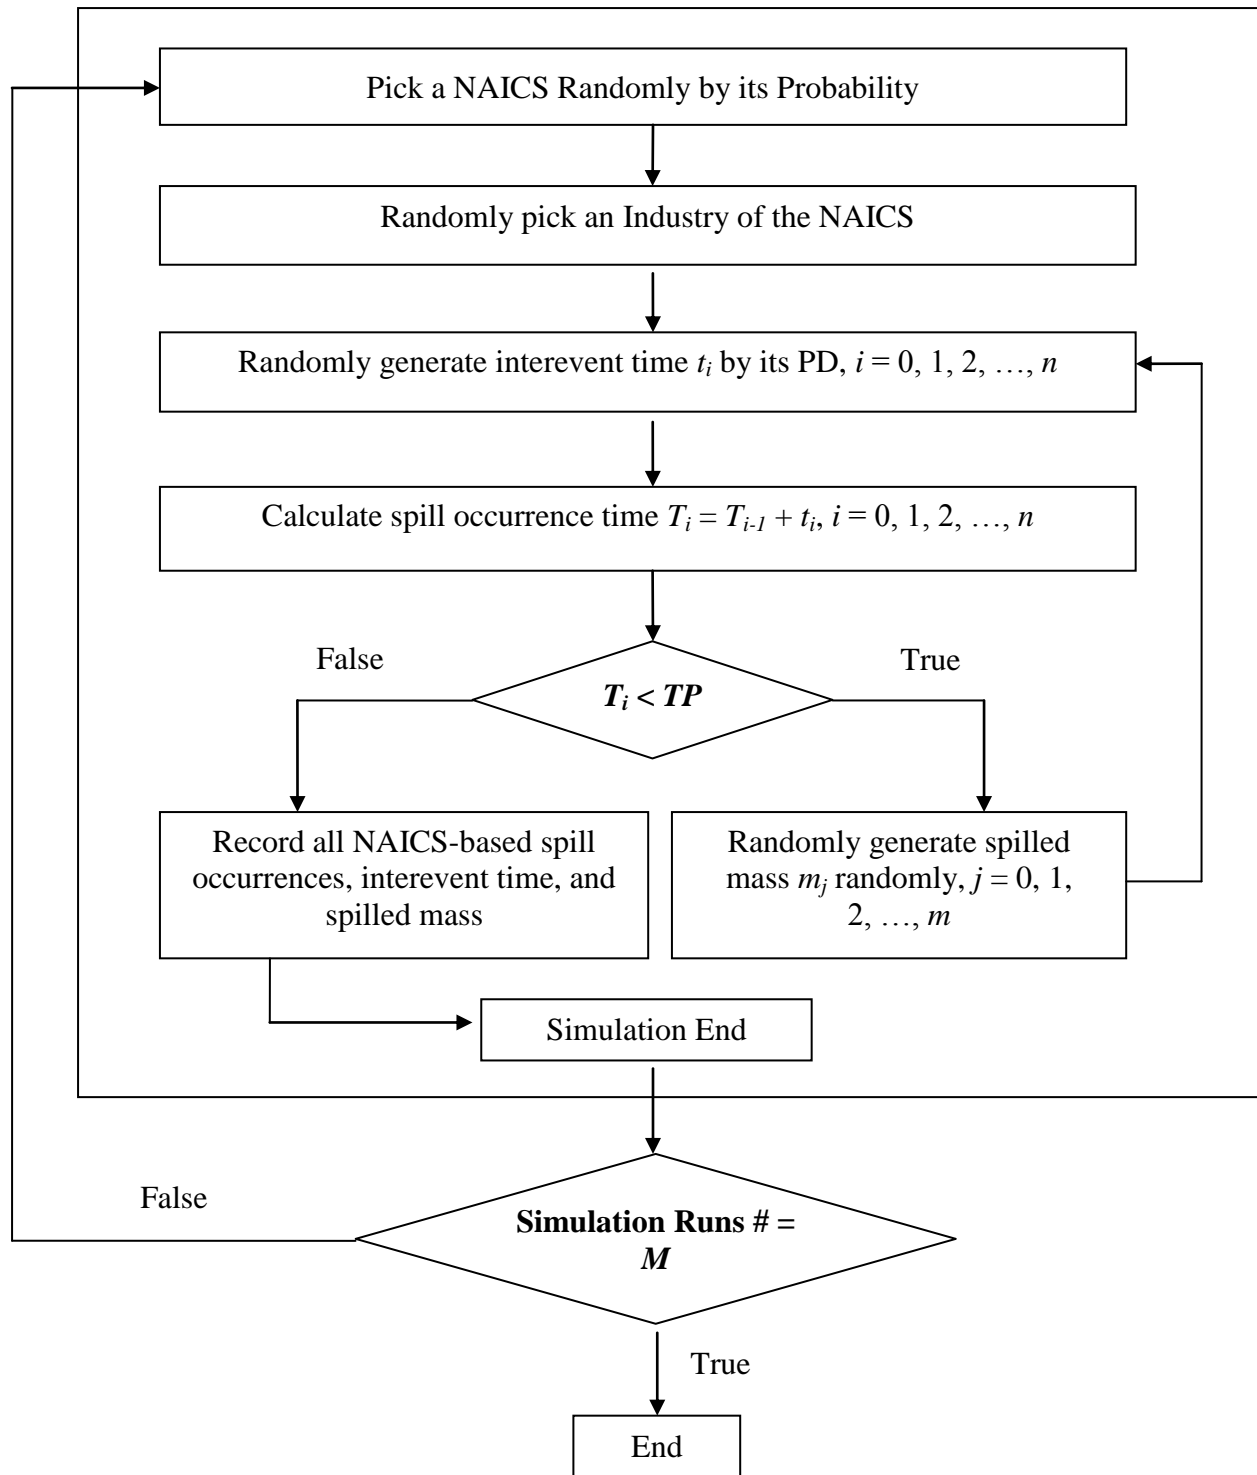 Pick a NAICS Randomly by its Probability
Randomly pick an Industry of the NAICS
Randomly generate interevent time tᵢ by its PD, i = 0, 1, 2, …, n
Calculate spill occurrence time Tᵢ = Tᵢ₋₁ + tᵢ, i = 0, 1, 2, …, n
False
True
Tᵢ < TP
Record all NAICS-based spill
occurrences, interevent time, and
spilled mass
Randomly generate spilled
mass mⱼ randomly, j = 0, 1,
2, …, m
Simulation End
False
Simulation Runs # =
M
True
End